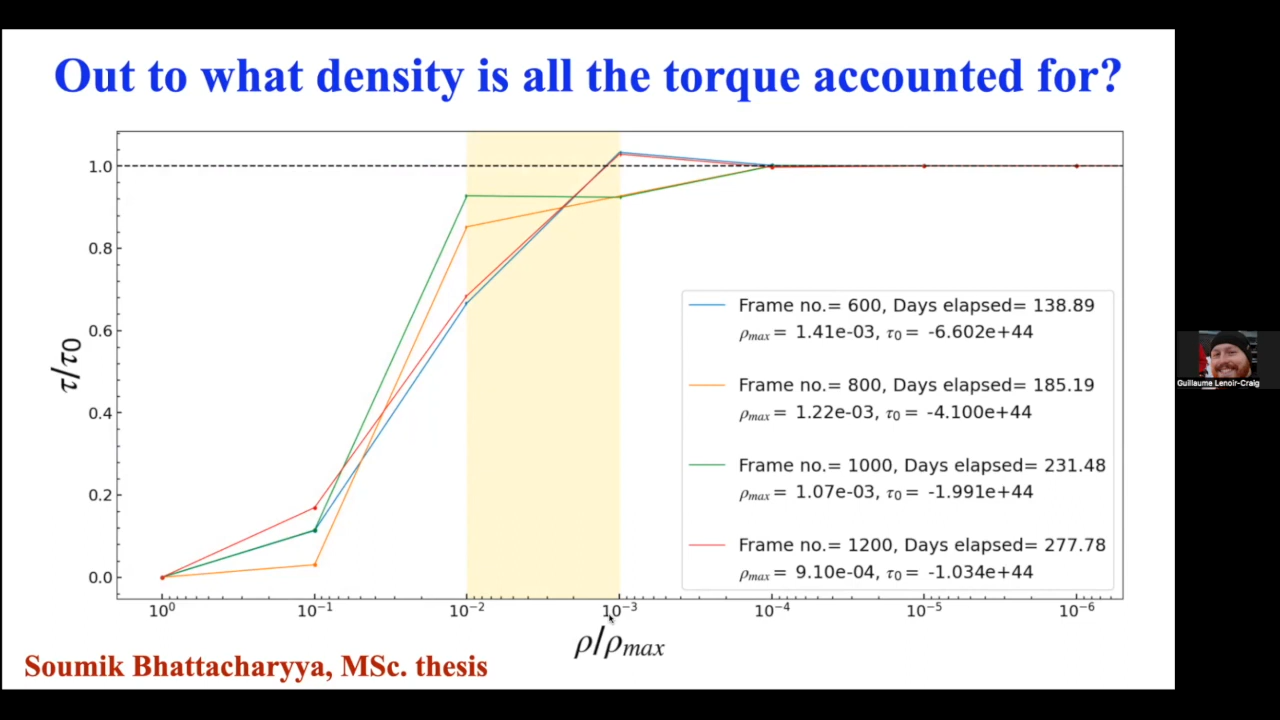 Out to what density is all the torque accounted for?
1.0
0.8
0.6
0.4
0.2
0.0
τ/τ₀
10⁰ 10⁻¹ 10⁻² 10⁻³ 10⁻⁴ 10⁻⁵ 10⁻⁶
ρ/ρₘₐₓ
Frame no.= 600, Days elapsed= 138.89
ρₘₐₓ = 1.41e-03, τ₀ = -6.602e+44
Frame no.= 800, Days elapsed= 185.19
ρₘₐₓ = 1.22e-03, τ₀ = -4.100e+44
Frame no.= 1000, Days elapsed= 231.48
ρₘₐₓ = 1.07e-03, τ₀ = -1.991e+44
Frame no.= 1200, Days elapsed= 277.78
ρₘₐₓ = 9.10e-04, τ₀ = -1.034e+44
Soumik Bhattacharyya, MSc. thesis
Guillaume Lenoir-Craig